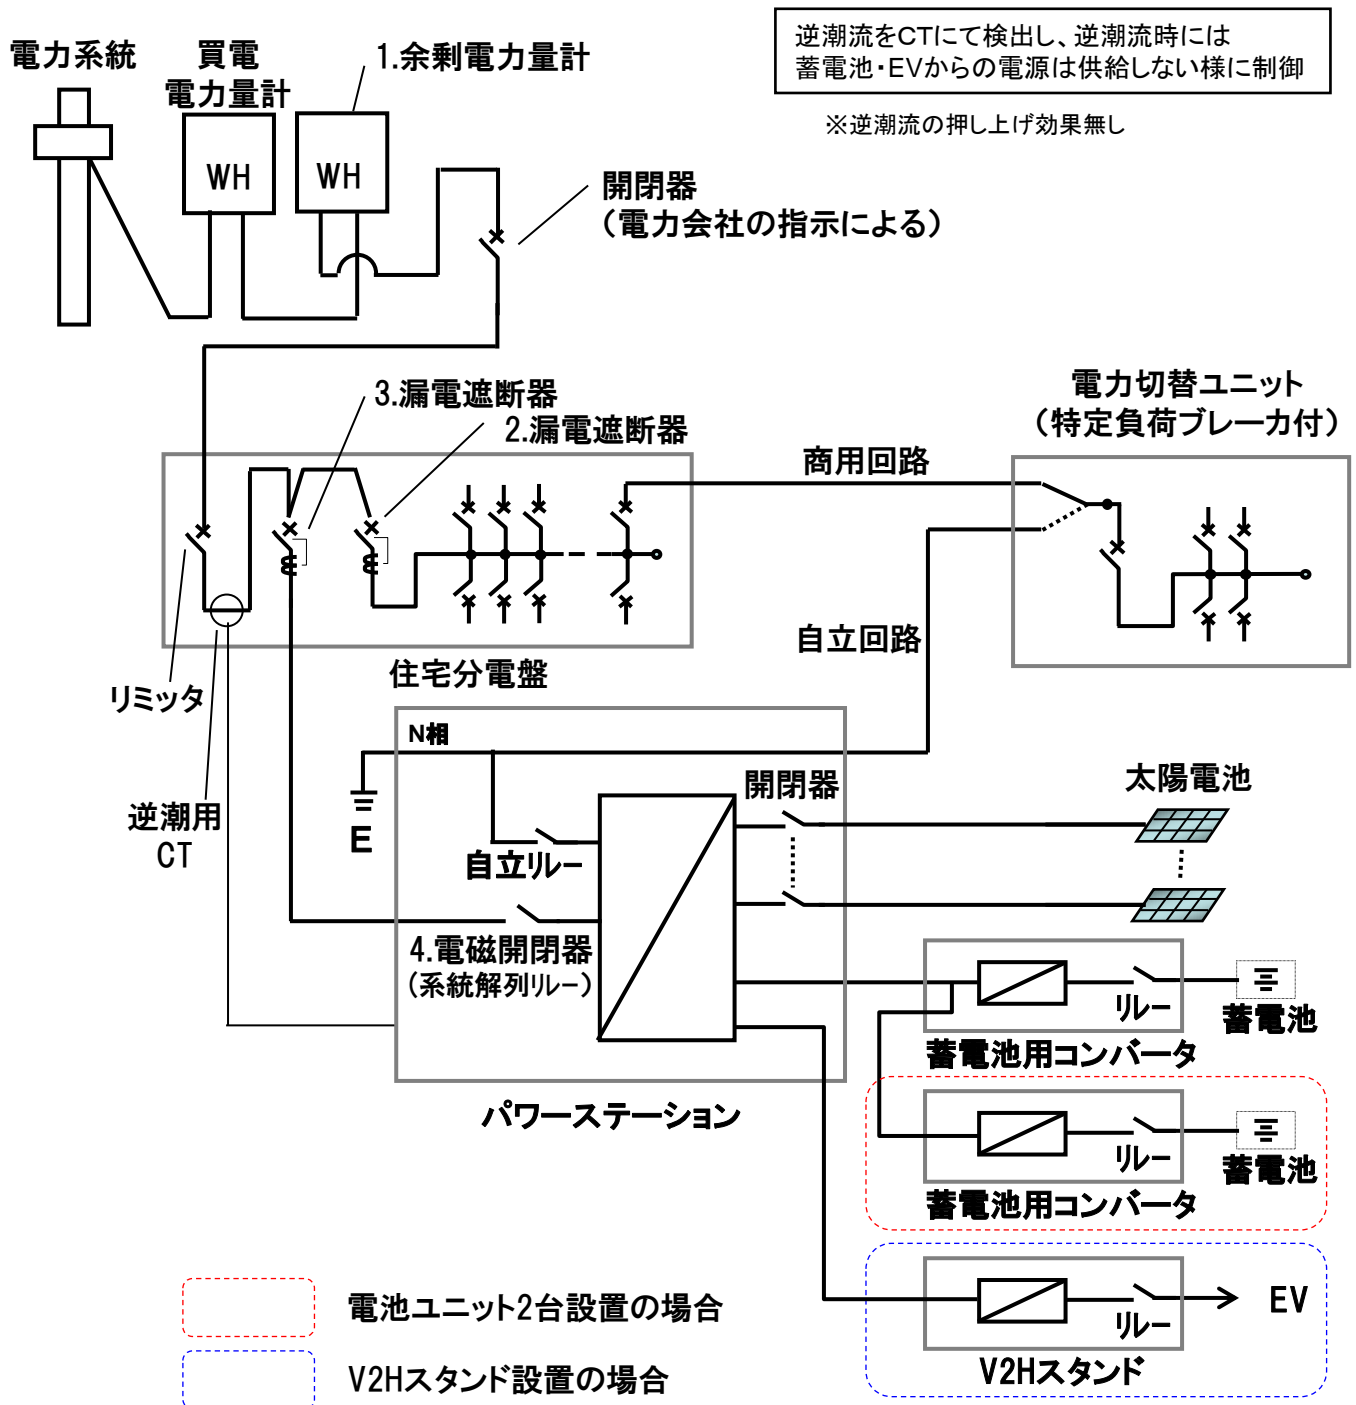 逆潮流をCTにて検出し、逆潮流時には
蓄電池・EVからの電源は供給しない様に制御
※逆潮流の押し上げ効果無し
電力系統
買電
電力量計
1.余剰電力量計
WH
WH
開閉器
(電力会社の指示による)
3.漏電遮断器
2.漏電遮断器
電力切替ユニット
(特定負荷ブレーカ付)
商用回路
自立回路
住宅分電盤
リミッタ
逆潮用
CT
N相
E
自立リレー
開閉器
太陽電池
4.電磁開閉器
(系統解列リレー)
リレー
蓄電池
蓄電池用コンバータ
パワーステーション
リレー
蓄電池
蓄電池用コンバータ
リレー
EV
V2Hスタンド
電池ユニット2台設置の場合
V2Hスタンド設置の場合